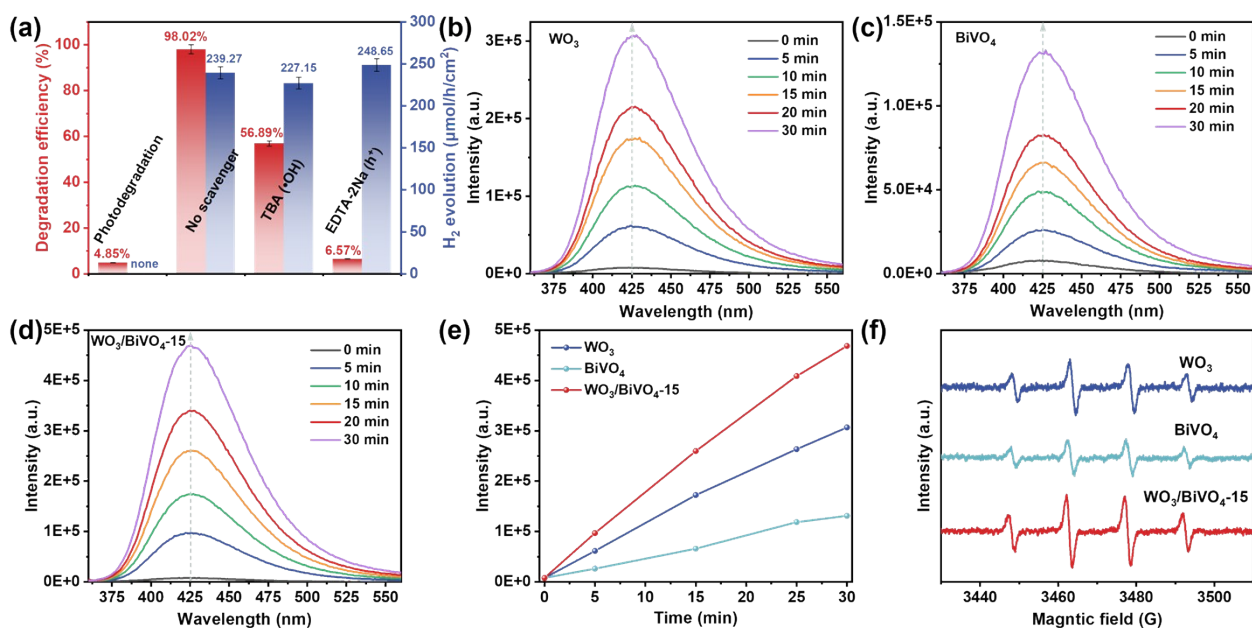 (a)
Degradation efficiency (%)
100
80
60
40
20
0
98.02%
239.27
56.89%
227.15
248.65
4.85%
none
6.57%
Photodegradation
No scavenger
TBA (•OH)
EDTA-2Na (h⁺)
300
250
200
150
100
50
0
H₂ evolution (μmol/h/cm²)
(b)
WO₃
Intensity (a.u.)
3E+5
2E+5
1E+5
0E+0
0 min
5 min
10 min
15 min
20 min
30 min
375 400 425 450 475 500 525 550
Wavelength (nm)
(c)
BiVO₄
Intensity (a.u.)
1.5E+5
1.0E+5
5.0E+4
0.0E+0
0 min
5 min
10 min
15 min
20 min
30 min
375 400 425 450 475 500 525 550
Wavelength (nm)
(d)
WO₃/BiVO₄-15
Intensity (a.u.)
5E+5
4E+5
3E+5
2E+5
1E+5
0E+0
0 min
5 min
10 min
15 min
20 min
30 min
375 400 425 450 475 500 525 550
Wavelength (nm)
(e)
Intensity (a.u.)
5E+5
4E+5
3E+5
2E+5
1E+5
0E+0
WO₃
BiVO₄
WO₃/BiVO₄-15
0 5 10 15 20 25 30
Time (min)
(f)
Intensity (a.u.)
WO₃
BiVO₄
WO₃/BiVO₄-15
3440 3460 3480 3500
Magntic field (G)